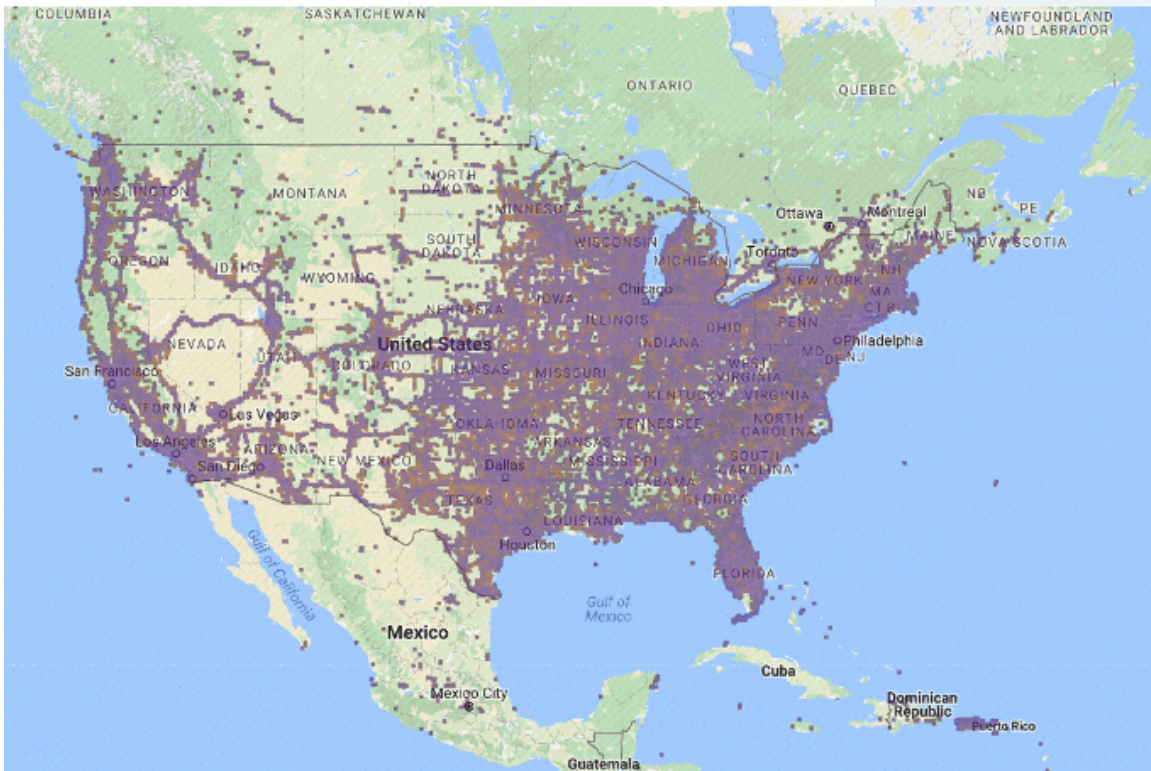 COLUMBIA
SASKATCHEWAN
NEWFOUNDLAND
AND LABRADOR
ONTARIO
QUEBEC
WASHINGTON
MONTANA
NORTH
DAKOTA
MINNESOTA
Ottawa
Montreal
NB
PE
NOVA SCOTIA
MAINE
OREGON
IDAHO
WYOMING
SOUTH
DAKOTA
WISCONSIN
MICHIGAN
Toronto
VT
NH
NEW YORK
MA
CT RI
Chicago
IOWA
NEBRASKA
ILLINOIS
INDIANA
OHIO
PENN
Philadelphia
MD
DE NJ
NEVADA
UTAH
COLORADO
United States
KANSAS
MISSOURI
WEST
VIRGINIA
KENTUCKY
VIRGINIA
San Francisco
CALIFORNIA
Las Vegas
Los Angeles
San Diego
ARIZONA
NEW MEXICO
OKLAHOMA
ARKANSAS
TENNESSEE
NORTH
CAROLINA
SOUTH
CAROLINA
MISSISSIPPI
ALABAMA
GEORGIA
Dallas
TEXAS
LOUISIANA
Houston
FLORIDA
Gulf of California
Gulf of
Mexico
Mexico
Mexico City
Cuba
Dominican
Republic
Puerto Rico
Guatemala